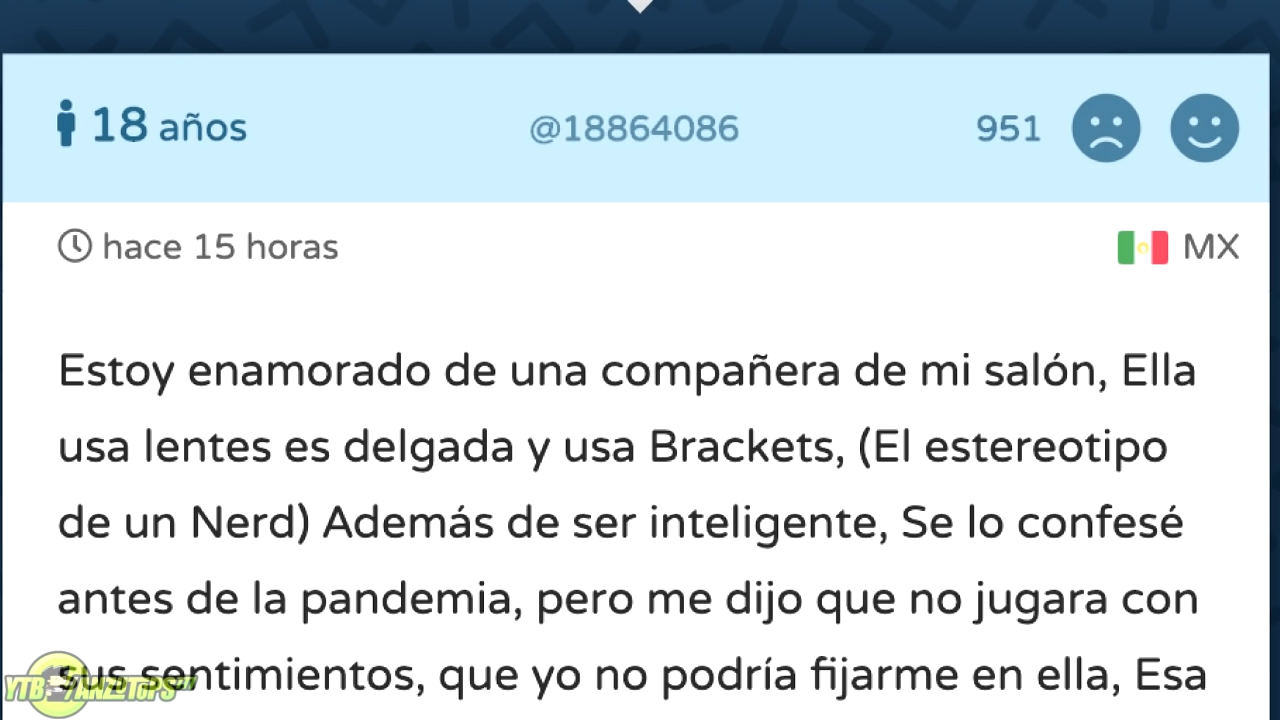 18 años @18864086 951
hace 15 horas MX
Estoy enamorado de una compañera de mi salón, Ella
usa lentes es delgada y usa Brackets, (El estereotipo
de un Nerd) Además de ser inteligente, Se lo confesé
antes de la pandemia, pero me dijo que no jugara con
sus sentimientos, que yo no podría fijarme en ella, Esa